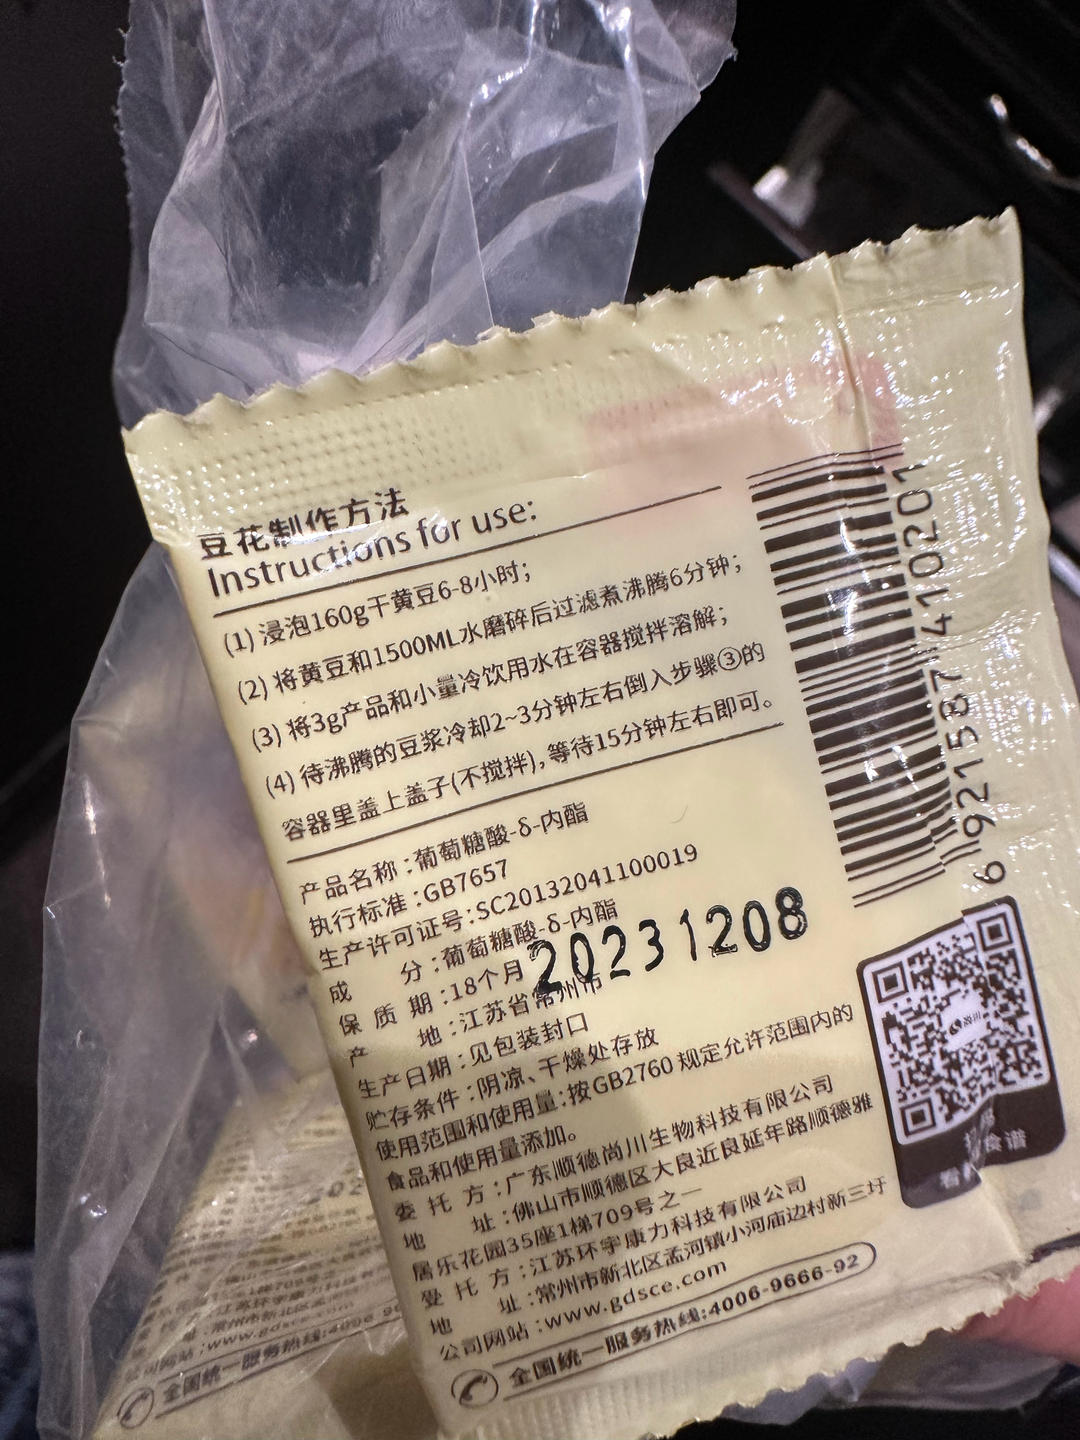 豆花制作方法
Instructions for use:
(1) 浸泡160g干黄豆6-8小时；
(2) 将黄豆和1500ML水磨碎后过滤煮沸腾6分钟；
(3) 将3g产品和小量冷饮用水在容器搅拌溶解；
(4) 待沸腾的豆浆冷却2~3分钟左右倒入步骤③的
容器里盖上盖子(不搅拌)，等待15分钟左右即可。
产品名称：葡萄糖酸-δ-内酯
执行标准：GB7657
生产许可证号：SC20132041100019
成 分：葡萄糖酸-δ-内酯
保 质 期：18个月
20231208
产 地：江苏省常州市
生产日期：见包装封口
贮存条件：阴凉、干燥处存放
使用范围和使用量：按GB2760 规定允许范围内的
食品和使用量添加。
委 托 方：广东顺德尚川生物科技有限公司
地 址：佛山市顺德区大良近良延年路顺德雅
居乐花园35座1梯709号之一
受 托 方：江苏环宇康力科技有限公司
地 址：常州市新北区孟河镇小河庙边村新三圩
公司网站：www.gdsce.com
全国统一服务热线：4006-9666-92
6 921587 410201
食谱
看